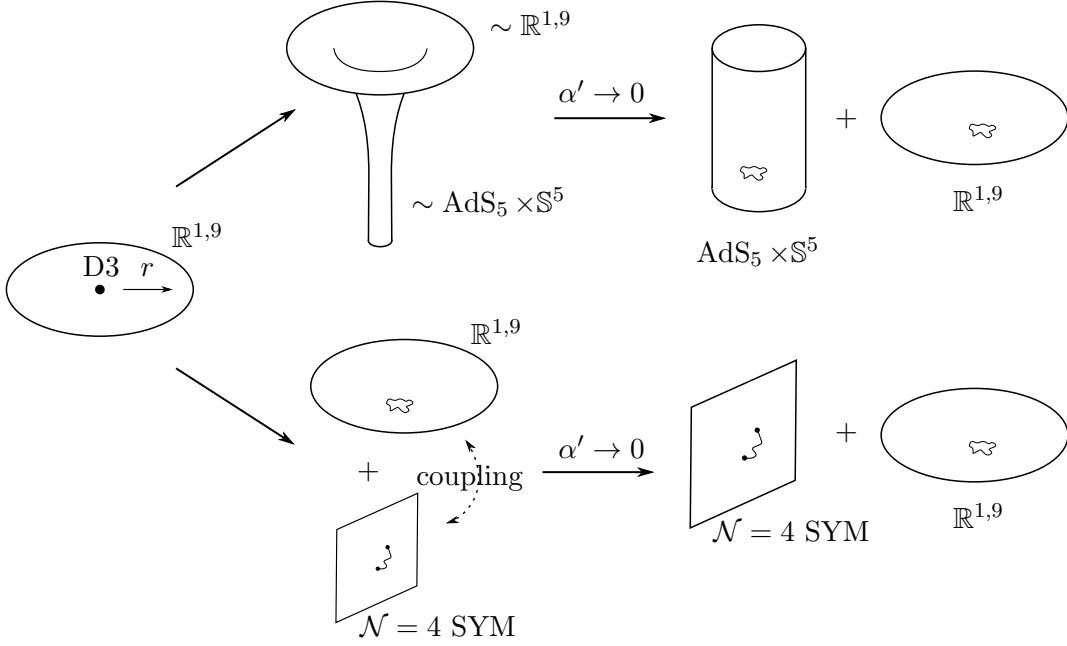 ∼ ℝ^{1,9}
α′ → 0
+
∼ AdS₅ ×𝕊⁵
ℝ^{1,9}
AdS₅ ×𝕊⁵
ℝ^{1,9}
D3
r
ℝ^{1,9}
+
coupling
α′ → 0
+
𝒩 = 4 SYM
ℝ^{1,9}
𝒩 = 4 SYM